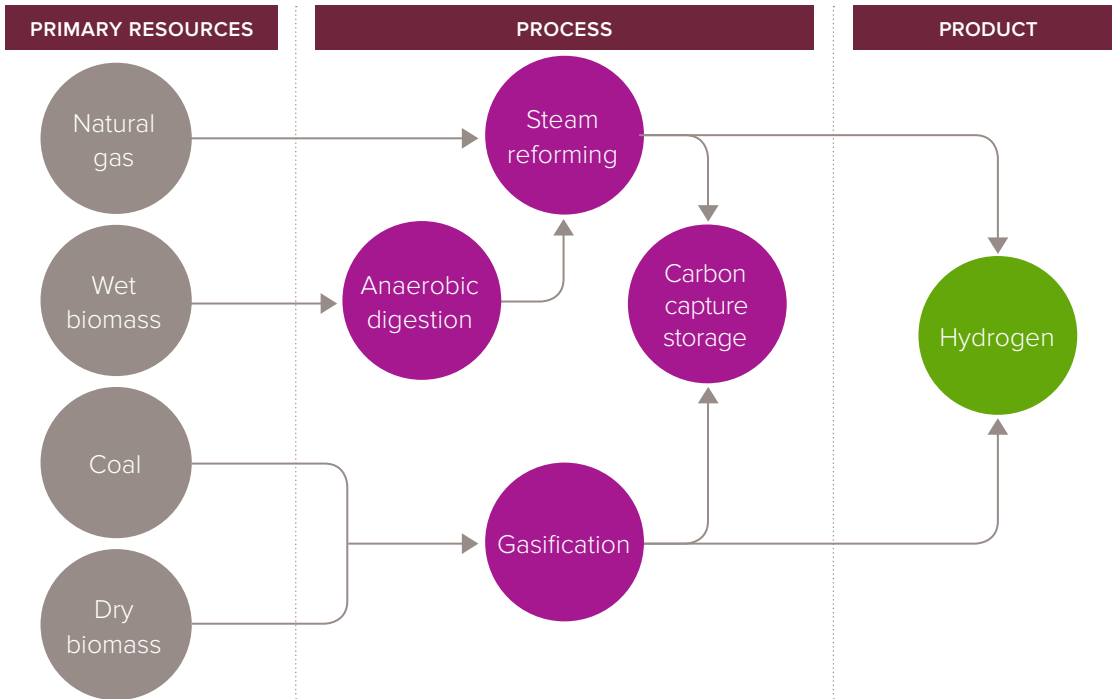 PRIMARY RESOURCES
PROCESS
PRODUCT
Natural
gas
Steam
reforming
Wet
biomass
Anaerobic
digestion
Carbon
capture
storage
Hydrogen
Coal
Gasification
Dry
biomass